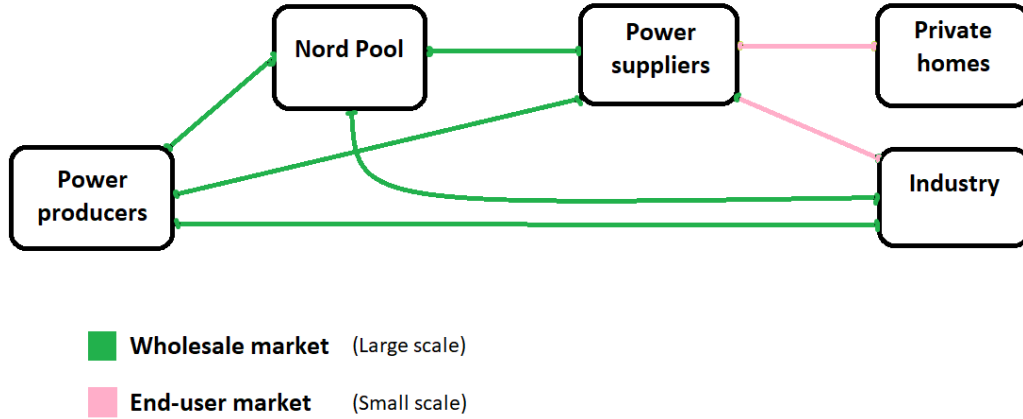 Nord Pool
Power
suppliers
Private
homes
Power
producers
Industry
Wholesale market (Large scale)
End-user market (Small scale)